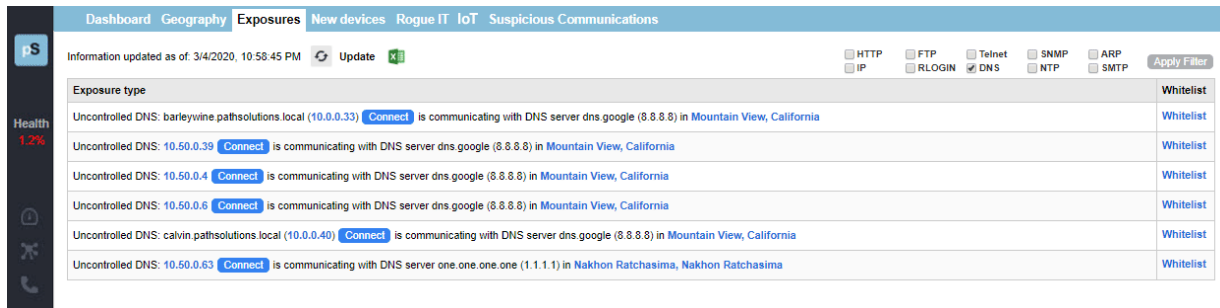 Dashboard Geography Exposures New devices Rogue IT IoT Suspicious Communications
pS
Information updated as of: 3/4/2020, 10:58:45 PM Update
HTTP FTP Telnet SNMP ARP
IP RLOGIN DNS NTP SMTP
Apply Filter
Exposure type Whitelist
Health
1.2%
Uncontrolled DNS: barleywine.pathsolutions.local (10.0.0.33) Connect is communicating with DNS server dns.google (8.8.8.8) in Mountain View, California Whitelist
Uncontrolled DNS: 10.50.0.39 Connect is communicating with DNS server dns.google (8.8.8.8) in Mountain View, California Whitelist
Uncontrolled DNS: 10.50.0.4 Connect is communicating with DNS server dns.google (8.8.8.8) in Mountain View, California Whitelist
Uncontrolled DNS: 10.50.0.6 Connect is communicating with DNS server dns.google (8.8.8.8) in Mountain View, California Whitelist
Uncontrolled DNS: calvin.pathsolutions.local (10.0.0.40) Connect is communicating with DNS server dns.google (8.8.8.8) in Mountain View, California Whitelist
Uncontrolled DNS: 10.50.0.63 Connect is communicating with DNS server one.one.one.one (1.1.1.1) in Nakhon Ratchasima, Nakhon Ratchasima Whitelist